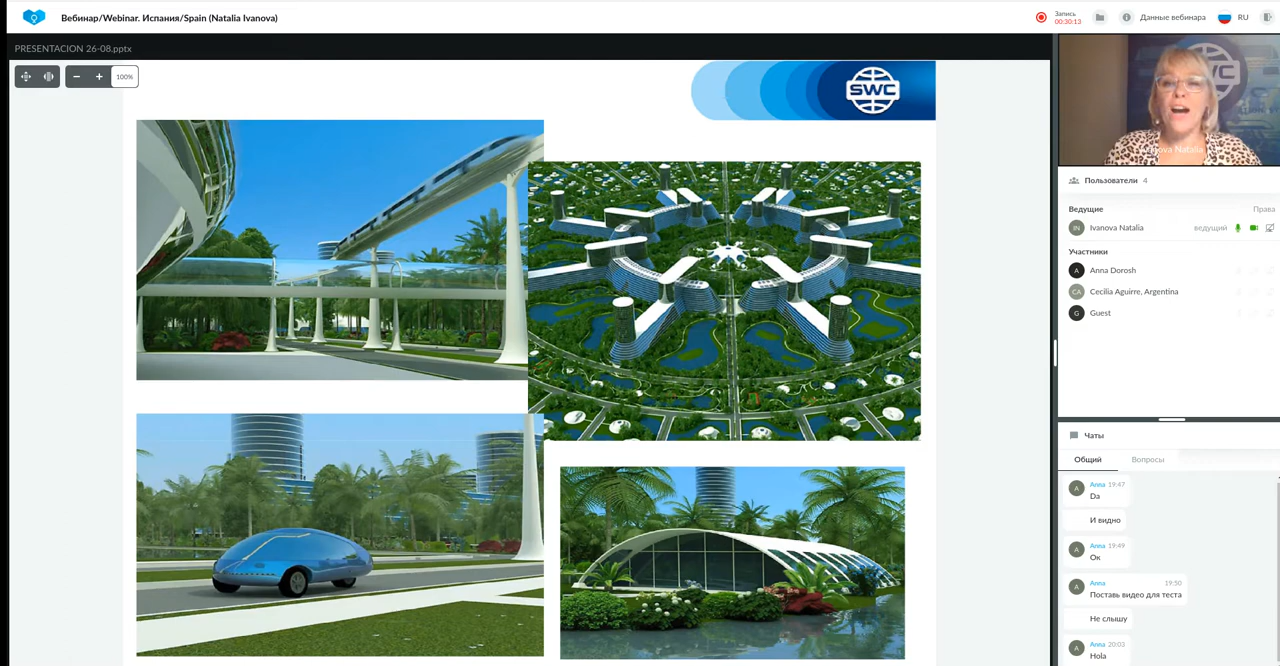 Вебинар/Webinar. Испания/Spain (Natalia Ivanova)
Запись
00:30:13
Данные вебинара
RU
PRESENTACION 26-08.pptx
100%
SWC
Ivanova Natalia
Пользователи 4
Ведущие Права
IN Ivanova Natalia ведущий
Участники
A Anna Dorosh
CA Cecilia Aguirre, Argentina
G Guest
Чаты
Общий Вопросы
A Anna 19:47
Da
И видно
A Anna 19:49
Ок
A Anna 19:50
Поставь видео для теста
Не слышу
A Anna 20:03
Hola